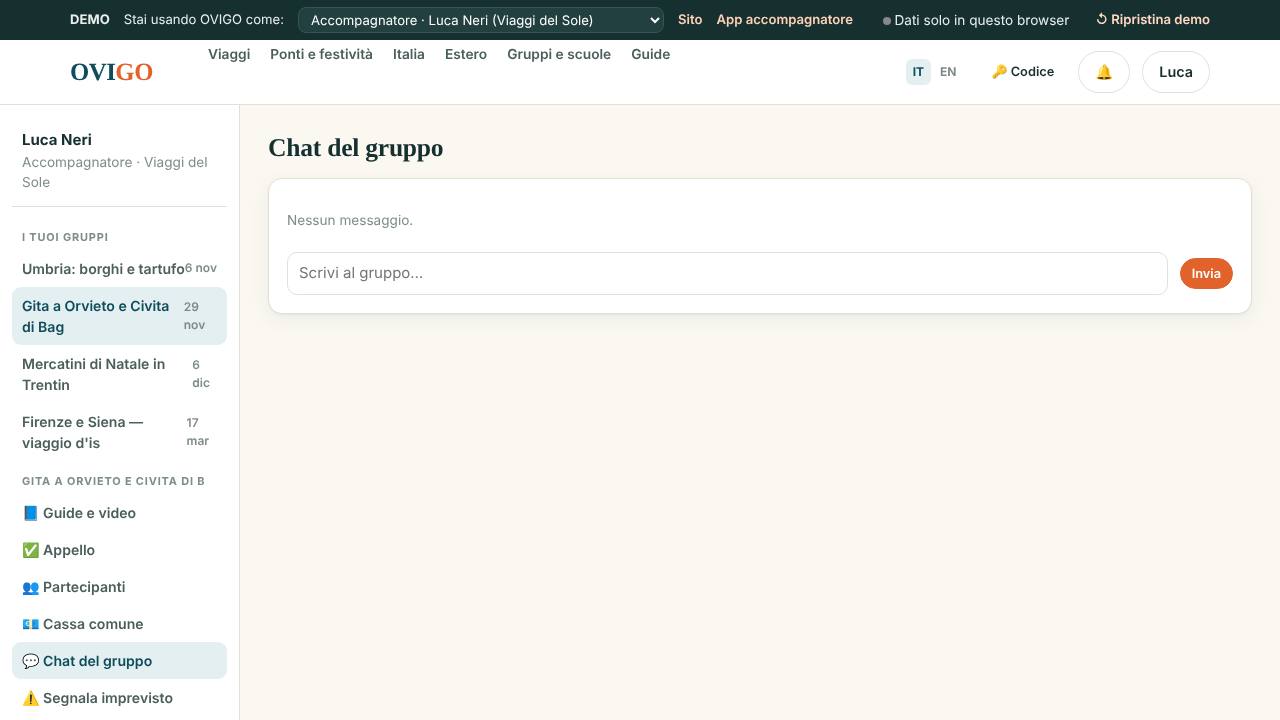 DEMO Stai usando OVIGO come: Accompagnatore · Luca Neri (Viaggi del Sole) Sito App accompagnatore Dati solo in questo browser ↺ Ripristina demo
OVIGO Viaggi Ponti e festività Italia Estero Gruppi e scuole Guide IT EN 🔑 Codice 🔔 Luca
Luca Neri
Accompagnatore · Viaggi del
Sole
I TUOI GRUPPI
Umbria: borghi e tartufo 6 nov
Gita a Orvieto e Civita
di Bag
29
nov
Mercatini di Natale in
Trentin
6
dic
Firenze e Siena —
viaggio d'is
17
mar
GITA A ORVIETO E CIVITA DI B
📘 Guide e video
✅ Appello
👥 Partecipanti
💶 Cassa comune
💬 Chat del gruppo
⚠️ Segnala imprevisto
Chat del gruppo
Nessun messaggio.
Scrivi al gruppo...
Invia